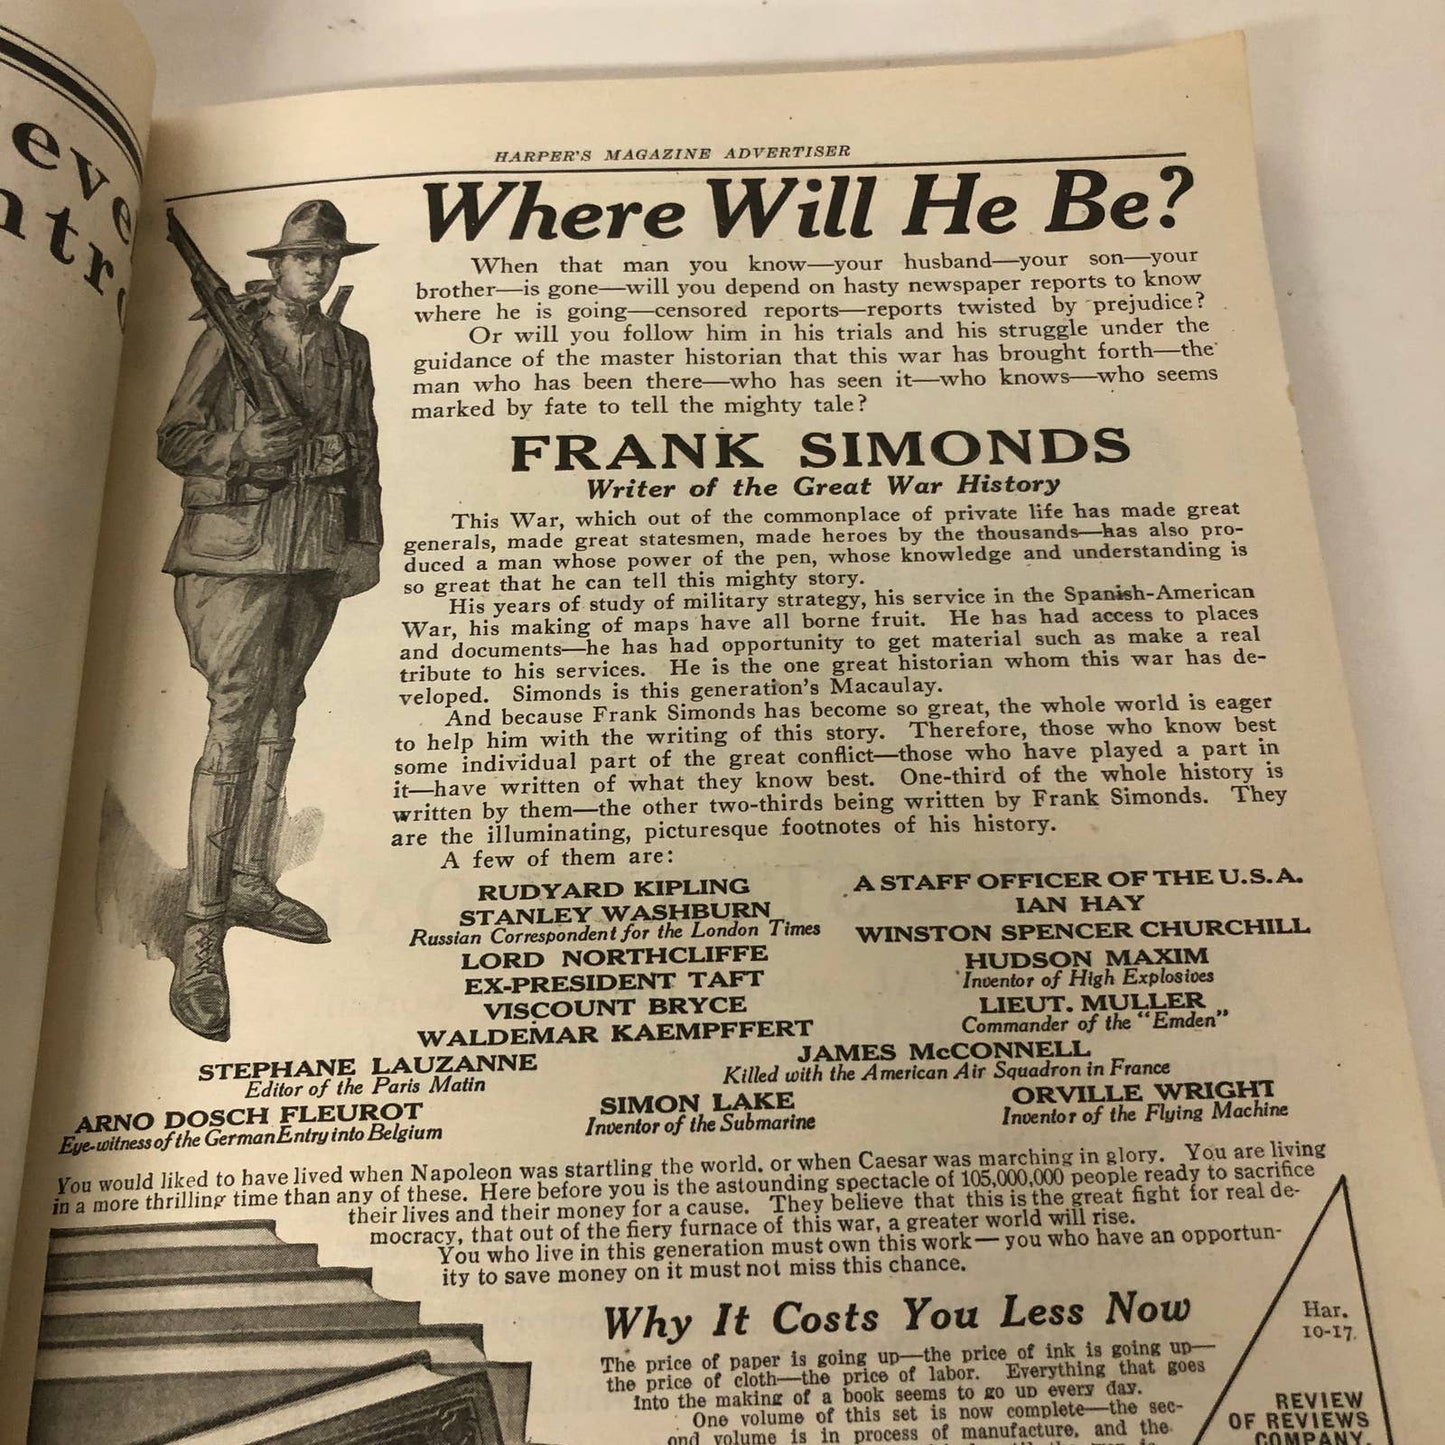 eve
ntr
HARPER'S MAGAZINE ADVERTISER
Where Will He Be?
When that man you know—your husband—your son—your
brother—is gone—will you depend on hasty newspaper reports to know
where he is going—censored reports—reports twisted by prejudice?
Or will you follow him in his trials and his struggle under the
guidance of the master historian that this war has brought forth—the
man who has been there—who has seen it—who knows—who seems
marked by fate to tell the mighty tale?
FRANK SIMONDS
Writer of the Great War History
This War, which out of the commonplace of private life has made great
generals, made great statesmen, made heroes by the thousands—has also pro-
duced a man whose power of the pen, whose knowledge and understanding is
so great that he can tell this mighty story.
His years of study of military strategy, his service in the Spanish-American
War, his making of maps have all borne fruit. He has had access to places
and documents—he has had opportunity to get material such as make a real
tribute to his services. He is the one great historian whom this war has de-
veloped. Simonds is this generation's Macaulay.
And because Frank Simonds has become so great, the whole world is eager
to help him with the writing of this story. Therefore, those who know best
some individual part of the great conflict—those who have played a part in
it—have written of what they know best. One-third of the whole history is
written by them—the other two-thirds being written by Frank Simonds. They
are the illuminating, picturesque footnotes of his history.
A few of them are:
RUDYARD KIPLING
STANLEY WASHBURN
Russian Correspondent for the London Times
LORD NORTHCLIFFE
EX-PRESIDENT TAFT
VISCOUNT BRYCE
WALDEMAR KAEMPFFERT
STEPHANE LAUZANNE
Editor of the Paris Matin
ARNO DOSCH FLEUROT
Eye-witness of the German Entry into Belgium
A STAFF OFFICER OF THE U.S.A.
IAN HAY
WINSTON SPENCER CHURCHILL
HUDSON MAXIM
Inventor of High Explosives
LIEUT. MULLER
Commander of the "Emden"
JAMES McCONNELL
Killed with the American Air Squadron in France
SIMON LAKE
Inventor of the Submarine
ORVILLE WRIGHT
Inventor of the Flying Machine
You would liked to have lived when Napoleon was startling the world, or when Caesar was marching in glory. You are living
in a more thrilling time than any of these. Here before you is the astounding spectacle of 105,000,000 people ready to sacrifice
their lives and their money for a cause. They believe that this is the great fight for real de-
mocracy, that out of the fiery furnace of this war, a greater world will rise.
You who live in this generation must own this work—you who have an opportun-
ity to save money on it must not miss this chance.
Why It Costs You Less Now
The price of paper is going up—the price of ink is going up—
the price of cloth—the price of labor. Everything that goes
Into the making of a book seems to go up every day.
One volume of this set is now complete—the sec-
ond volume is in process of manufacture, and the
Har.
10-17.
REVIEW
OF REVIEWS
COMPANY,